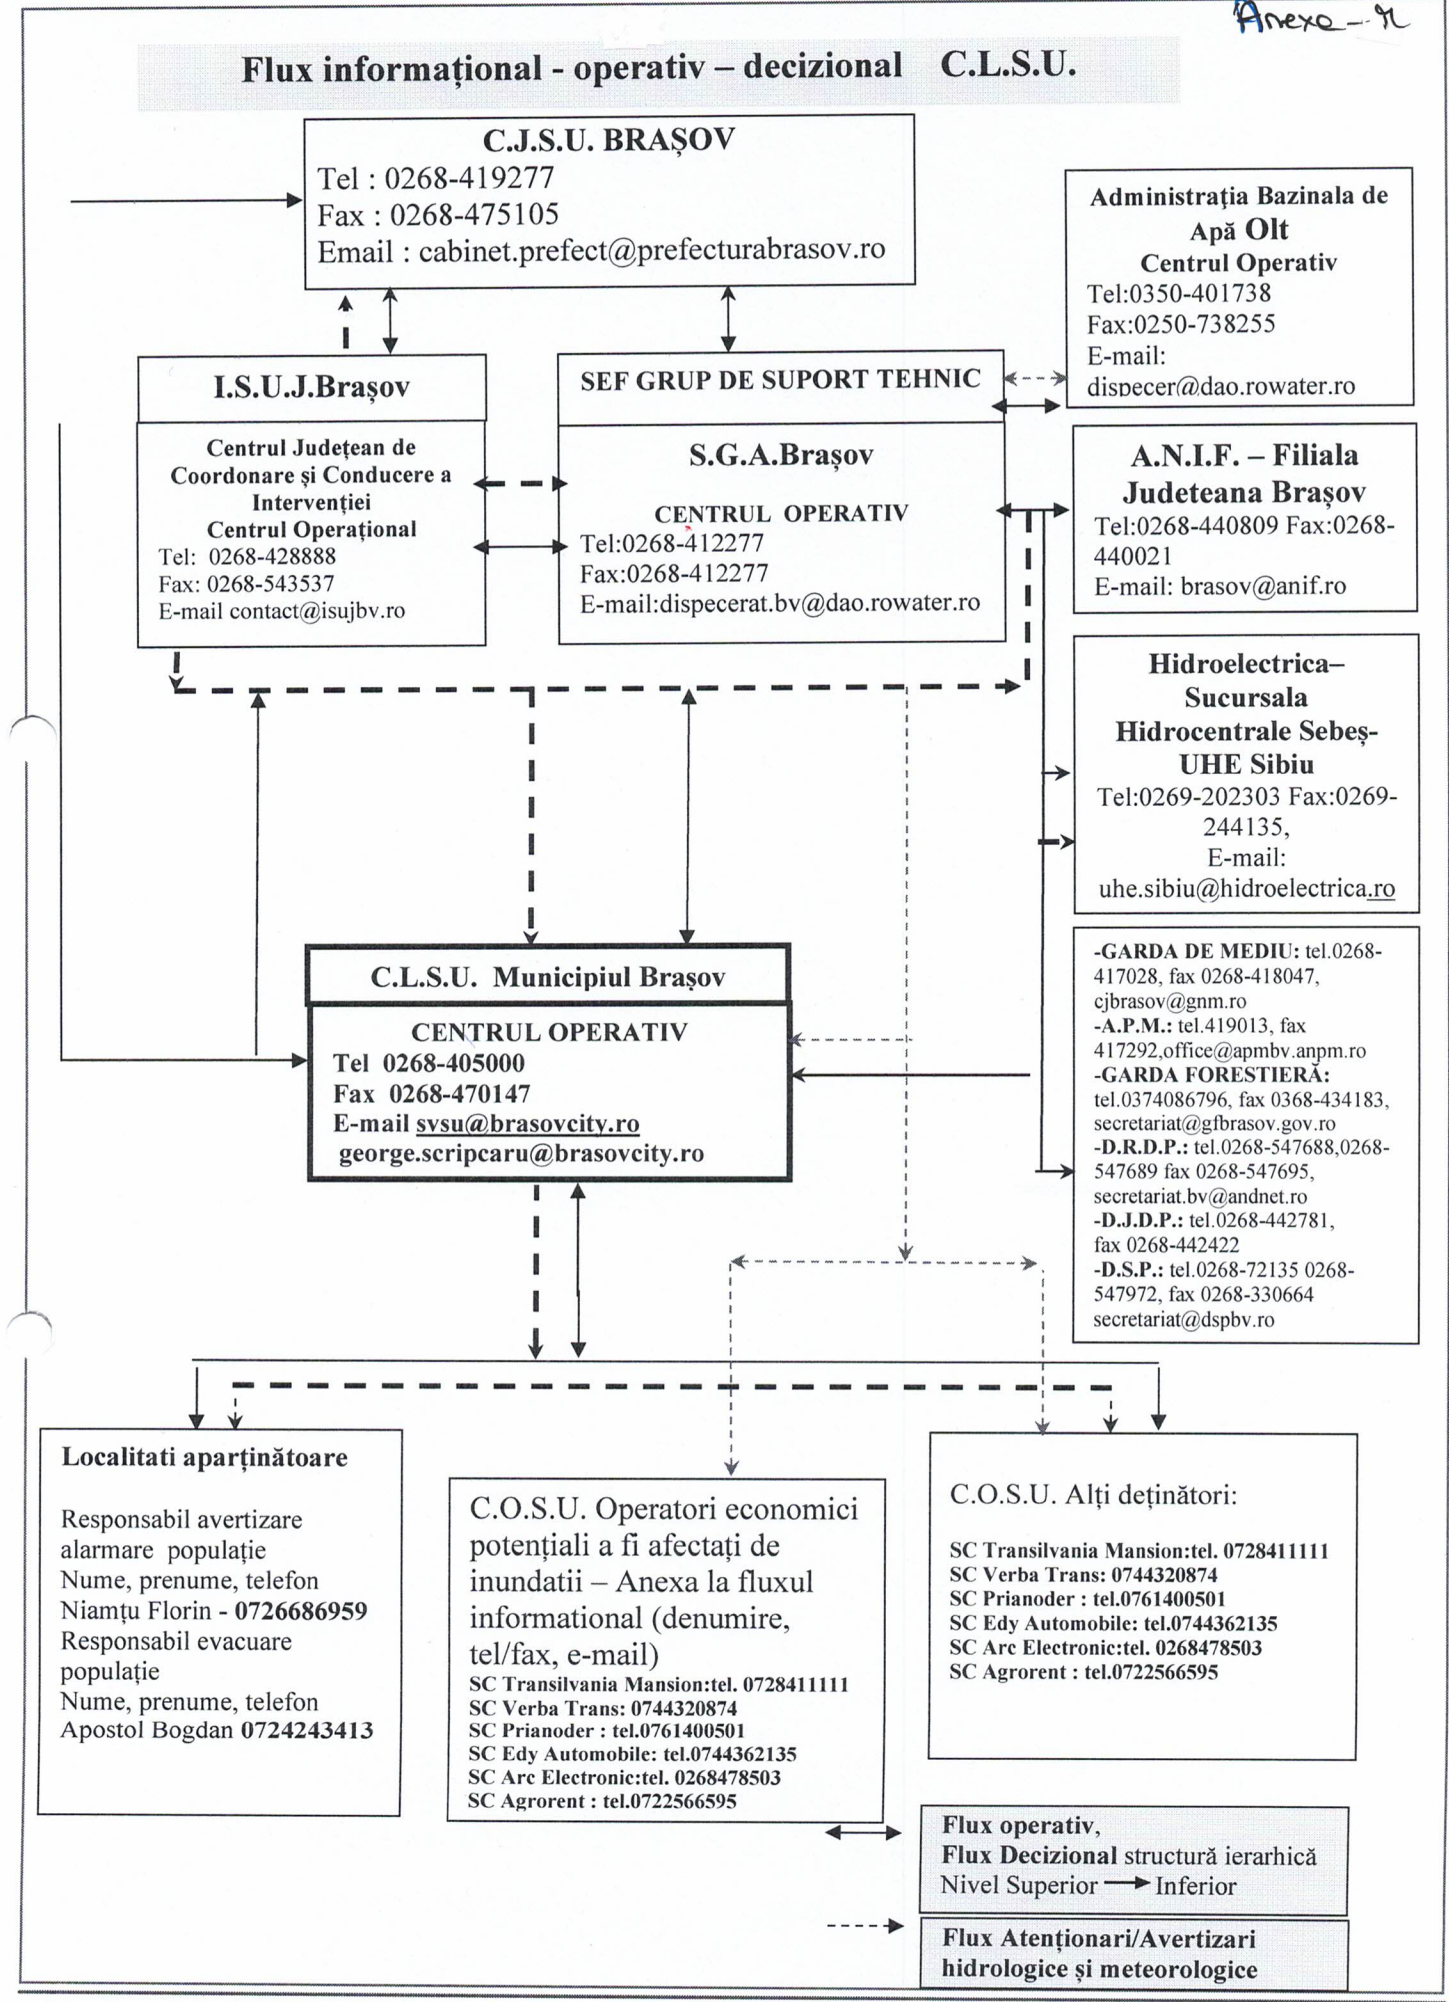 Anexa
Flux informațional - operativ – decizional C.L.S.U.
C.J.S.U. BRAȘOV
Tel : 0268-419277
Fax : 0268-475105
Email : cabinet.prefect@prefecturabrasov.ro
Administrația Bazinala de
Apă Olt
Centrul Operativ
Tel:0350-401738
Fax:0250-738255
E-mail:
dispecer@dao.rowater.ro
I.S.U.J.Brașov
Centrul Județean de
Coordonare și Conducere a
Intervenției
Centrul Operațional
Tel: 0268-428888
Fax: 0268-543537
E-mail contact@isujbv.ro
SEF GRUP DE SUPORT TEHNIC
S.G.A.Brașov
CENTRUL OPERATIV
Tel:0268-412277
Fax:0268-412277
E-mail:dispecerat.bv@dao.rowater.ro
A.N.I.F. – Filiala
Judeteana Brașov
Tel:0268-440809 Fax:0268-
440021
E-mail: brasov@anif.ro
Hidroelectrica–
Sucursala
Hidrocentrale Sebeș-
UHE Sibiu
Tel:0269-202303 Fax:0269-
244135,
E-mail:
uhe.sibiu@hidroelectrica.ro
C.L.S.U. Municipiul Brașov
CENTRUL OPERATIV
Tel 0268-405000
Fax 0268-470147
E-mail svsu@brasovcity.ro
george.scripcaru@brasovcity.ro
-GARDA DE MEDIU: tel.0268-
417028, fax 0268-418047,
cjbrasov@gnm.ro
-A.P.M.: tel.419013, fax
417292,office@apmbv.anpm.ro
-GARDA FORESTIERĂ:
tel.0374086796, fax 0368-434183,
secretariat@gfbrasov.gov.ro
-D.R.D.P.: tel.0268-547688,0268-
547689 fax 0268-547695,
secretariat.bv@andnet.ro
-D.J.D.P.: tel.0268-442781,
fax 0268-442422
-D.S.P.: tel.0268-72135 0268-
547972, fax 0268-330664
secretariat@dspbv.ro
Localitati aparținătoare
Responsabil avertizare
alarmare populație
Nume, prenume, telefon
Niamțu Florin - 0726686959
Responsabil evacuare
populație
Nume, prenume, telefon
Apostol Bogdan 0724243413
C.O.S.U. Operatori economici
potențiali a fi afectați de
inundatii – Anexa la fluxul
informational (denumire,
tel/fax, e-mail)
SC Transilvania Mansion:tel. 0728411111
SC Verba Trans: 0744320874
SC Prianoder : tel.0761400501
SC Edy Automobile: tel.0744362135
SC Arc Electronic:tel. 0268478503
SC Agrorent : tel.0722566595
C.O.S.U. Alți deținători:
SC Transilvania Mansion:tel. 0728411111
SC Verba Trans: 0744320874
SC Prianoder : tel.0761400501
SC Edy Automobile: tel.0744362135
SC Arc Electronic:tel. 0268478503
SC Agrorent : tel.0722566595
Flux operativ,
Flux Decizional structură ierarhică
Nivel Superior → Inferior
Flux Atenționari/Avertizari
hidrologice și meteorologice